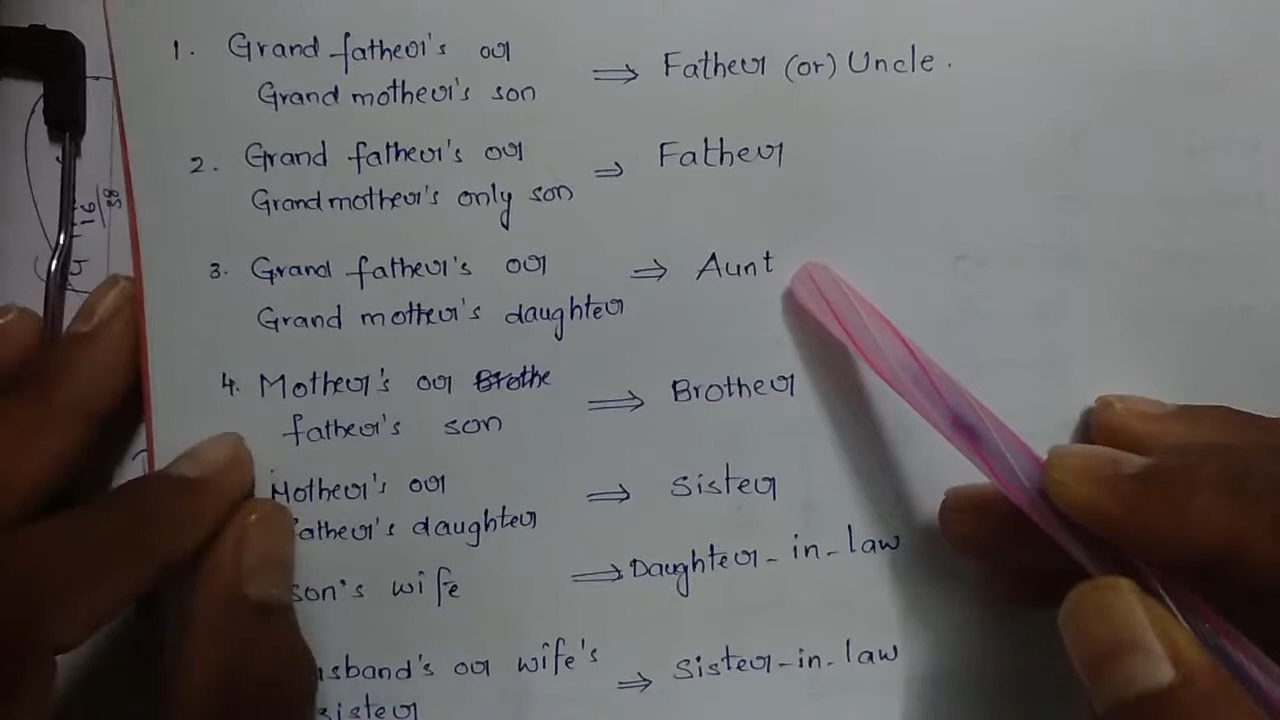 1. Grand father's or
Grand mother's son ⇒ Father (or) Uncle.
2. Grand father's or
Grandmother's only son ⇒ Father
3. Grand father's or ⇒ Aunt
Grand mother's daughter
4. Mother's or Brothe
father's son ⇒ Brother
Mother's or
father's daughter ⇒ Sister
son's wife ⇒ Daughter-in-law
usband's or wife's
sister ⇒ Sister-in-law